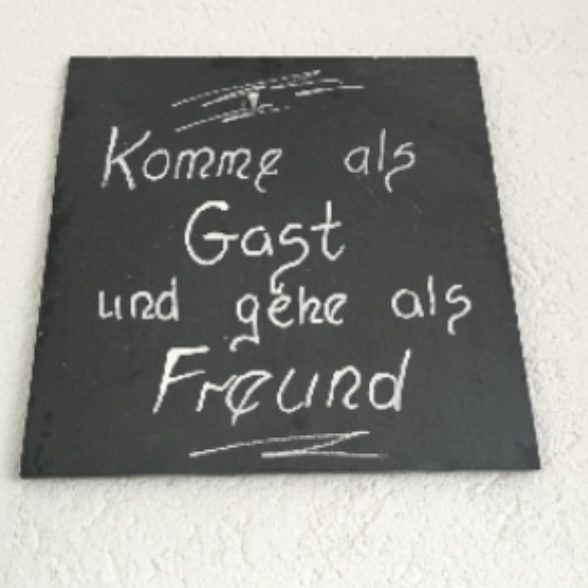 Komme als
Gast
und gehe als
Freund